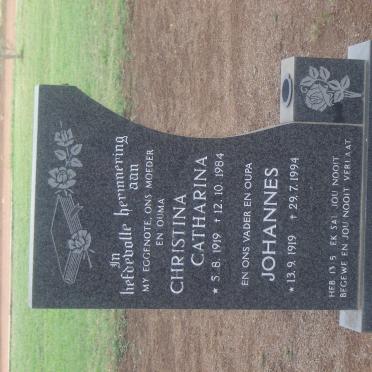 In
liefdevolle herinnering
aan
MY EGGENOTE, ONS MOEDER
EN OUMA
CHRISTINA
CATHARINA
★ 5.8.1919 † 12.10.1984
EN ONS VADER EN OUPA
JOHANNES
★ 13.9.1919 † 29.7.1994
HEB. 13:5 EK SAL JOU NOOIT
BEGEWE EN JOU NOOIT VERLAAT.